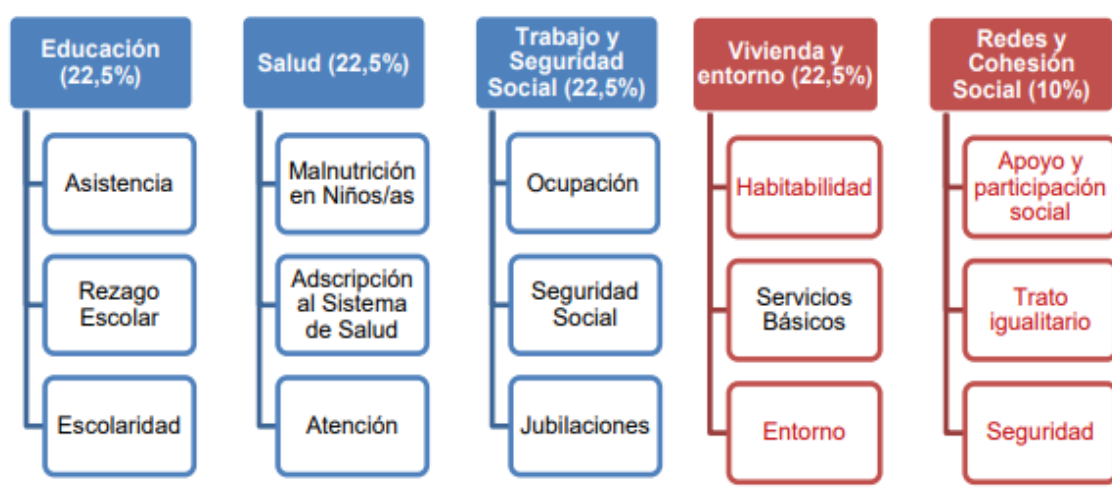 Educación
(22,5%)
Asistencia
Rezago
Escolar
Escolaridad
Salud (22,5%)
Malnutrición
en Niños/as
Adscripción
al Sistema
de Salud
Atención
Trabajo y
Seguridad
Social (22,5%)
Ocupación
Seguridad
Social
Jubilaciones
Vivienda y
entorno (22,5%)
Habitabilidad
Servicios
Básicos
Entorno
Redes y
Cohesión
Social (10%)
Apoyo y
participación
social
Trato
igualitario
Seguridad